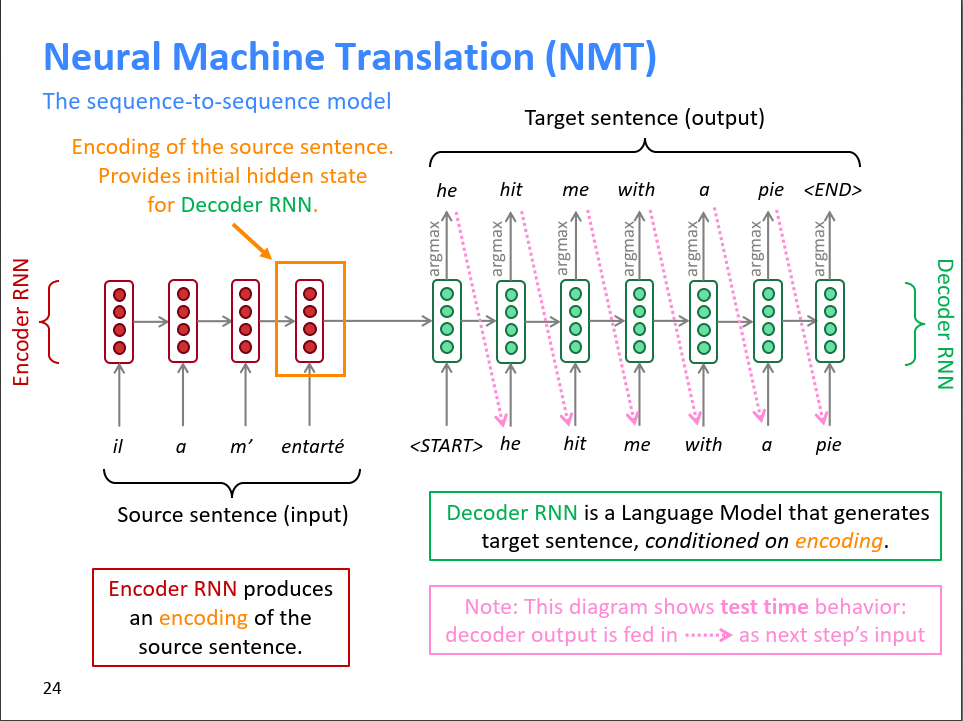 Neural Machine Translation (NMT)
The sequence-to-sequence model
Target sentence (output)
Encoding of the source sentence.
Provides initial hidden state
for Decoder RNN.
he hit me with a pie <END>
argmax argmax argmax argmax argmax argmax argmax
Encoder RNN
Decoder RNN
il a m’ entarté <START> he hit me with a pie
Source sentence (input)
Decoder RNN is a Language Model that generates
target sentence, conditioned on encoding.
Encoder RNN produces
an encoding of the
source sentence.
Note: This diagram shows test time behavior:
decoder output is fed in as next step’s input
24